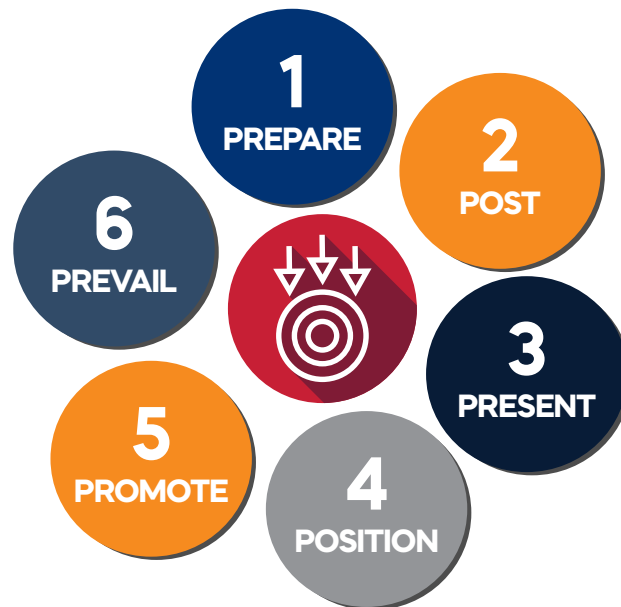 1
PREPARE
2
POST
3
PRESENT
4
POSITION
5
PROMOTE
6
PREVAIL